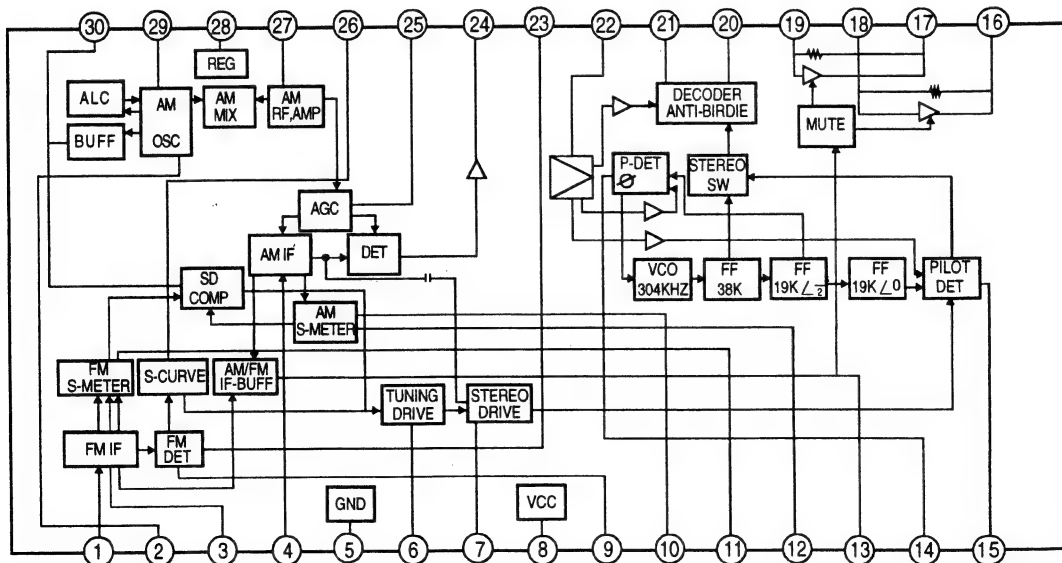 30 29 28 27 26 25 24 23 22 21 20 19 18 17 16
REG
ALC
AM
OSC
AM
MIX
AM
RF,AMP
BUFF
DECODER
ANTI-BIRDIE
MUTE
P-DET
STEREO
SW
AGC
AM IF
DET
SD
COMP
AM
S-METER
VCO
304KHZ
FF
38K
FF
19K∠π/2
FF
19K∠0
PILOT
DET
FM
S-METER
S-CURVE
AM/FM
IF-BUFF
TUNING
DRIVE
STEREO
DRIVE
FM IF
FM
DET
GND
VCC
1 2 3 4 5 6 7 8 9 10 11 12 13 14 15